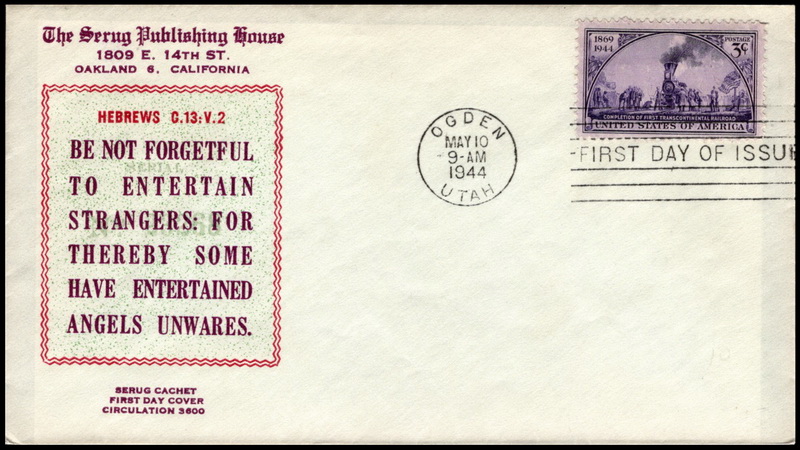 The Serug Publishing House
1809 E. 14TH ST.
OAKLAND 6, CALIFORNIA
HEBREWS C.13:V.2
BE NOT FORGETFUL
TO ENTERTAIN
STRANGERS: FOR
THEREBY SOME
HAVE ENTERTAINED
ANGELS UNWARES.
SERUG CACHET
FIRST DAY COVER
CIRCULATION 3600
OGDEN
MAY 10
9-AM
1944
UTAH
1869
1944
POSTAGE
3¢
COMPLETION OF FIRST TRANSCONTINENTAL RAILROAD
UNITED STATES OF AMERICA
FIRST DAY OF ISSUE